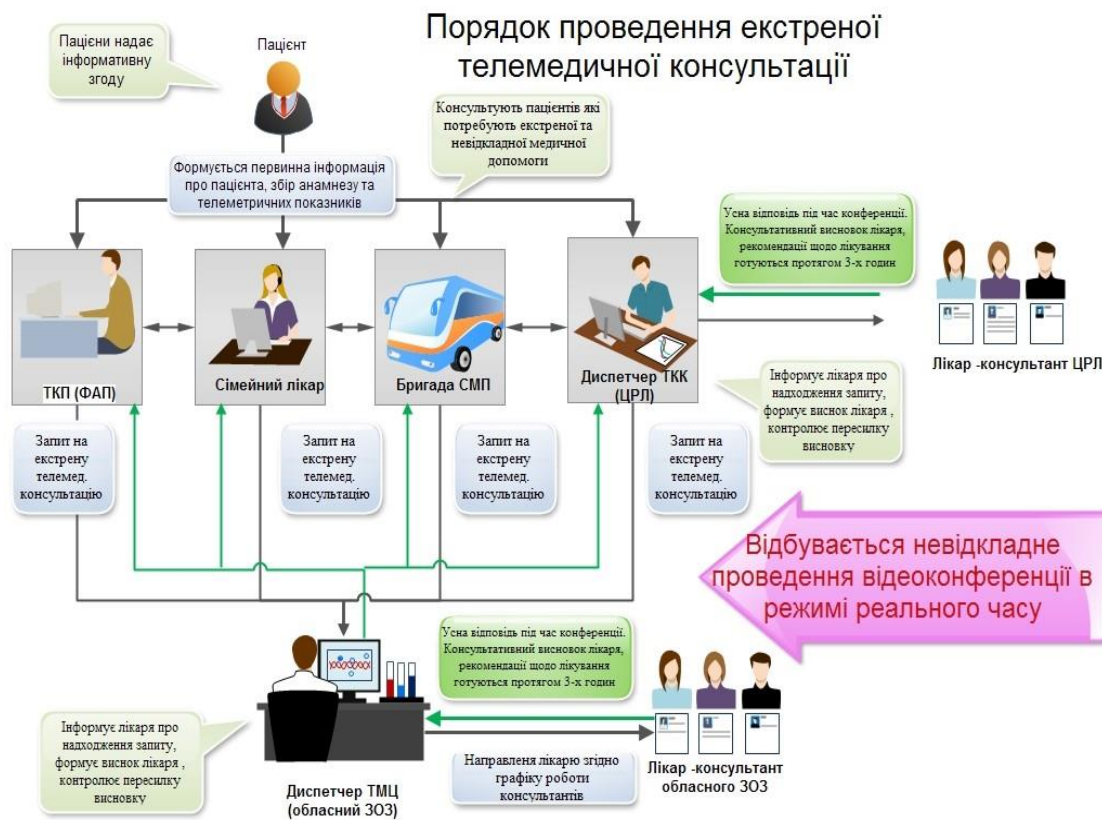 Порядок проведення екстреної
телемедичної консультації
Пацієни надає
інформативну
згоду
Пацієнт
Консультують пацієнтів які
потребують екстреної та
невідкладної медичної
допомоги
Формується первинна інформація
про пацієнта, збір анамнезу та
телеметричних показників
Усна відповідь під час конференції.
Консультативний висновок лікаря,
рекомендації щодо лікування
готуються протягом 3-х годин
Лікар -консультант ЦРЛ
ТКП (ФАП)
Сімейний лікар
Бригада СМП
Диспетчер ТКК
(ЦРЛ)
Інформує лікаря про
надходження запиту,
формує виснок лікаря ,
контролює пересилку
висновку
Запит на
екстрену
телемед.
консультацію
Запит на
екстрену
телемед.
консультацію
Запит на
екстрену
телемед.
консультацію
Запит на
екстрену
телемед.
консультацію
Відбувається невідкладне
проведення відеоконференції в
режимі реального часу
Усна відповідь під час конференції.
Консультативний висновок лікаря,
рекомендації щодо лікування
готуються протягом 3-х годин
Інформує лікаря про
надходження запиту,
формує виснок лікаря ,
контролює пересилку
висновку
Диспетчер ТМЦ
(обласний ЗОЗ)
Направленя лікарю згідно
графіку роботи
консультантів
Лікар -консультант
обласного ЗОЗ